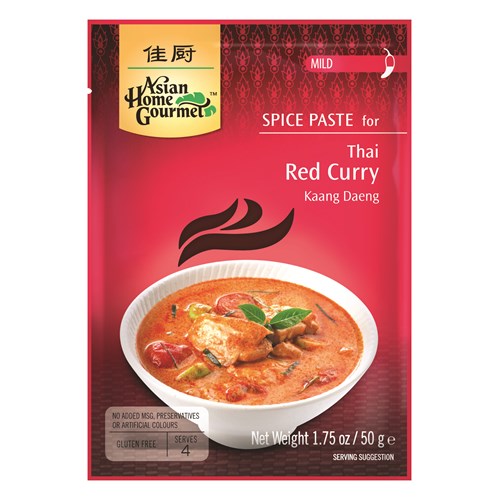 佳厨
Asian
Home
Gourmet™
MILD
SPICE PASTE for
Thai
Red Curry
Kaang Daeng
NO ADDED MSG, PRESERVATIVES
OR ARTIFICIAL COLOURS
GLUTEN FREE
SERVES
4
Net Weight 1.75 oz / 50 g ℮
SERVING SUGGESTION